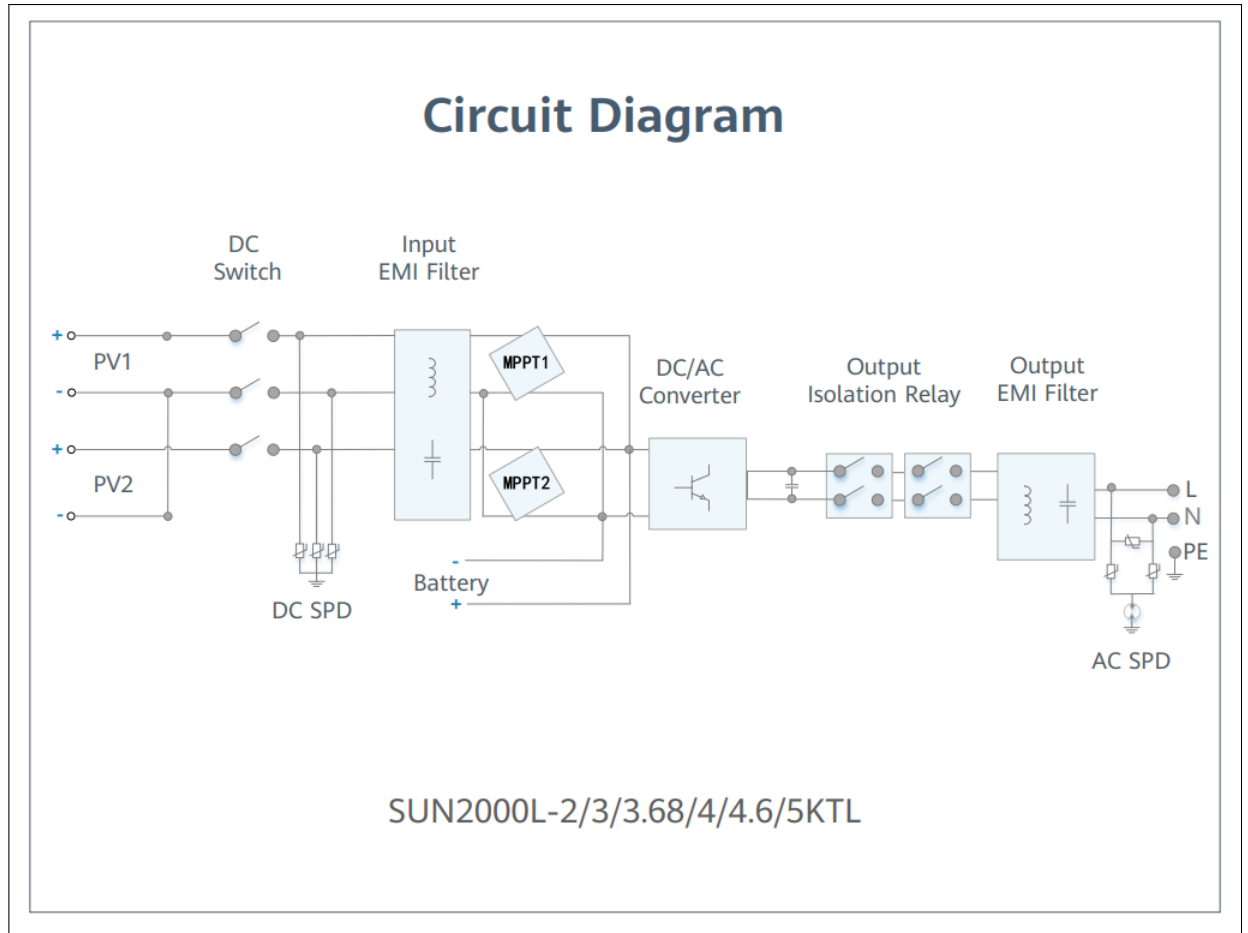 Circuit Diagram
DC
Switch
Input
EMI Filter
+
PV1
-
+
PV2
-
MPPT1
MPPT2
DC/AC
Converter
Output
Isolation Relay
Output
EMI Filter
L
N
PE
-
Battery
+
DC SPD
AC SPD
SUN2000L-2/3/3.68/4/4.6/5KTL